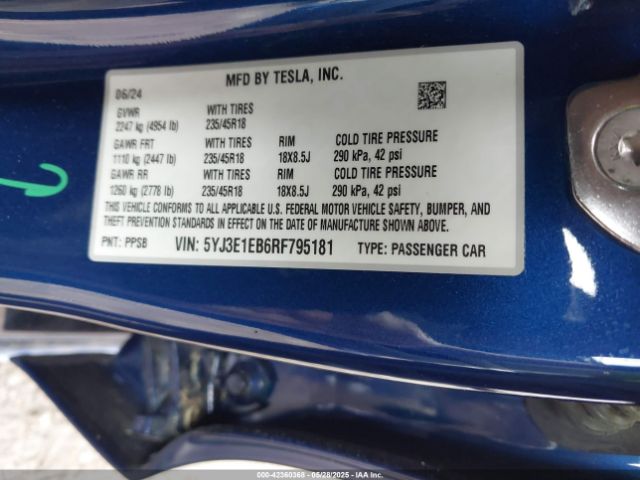 MFD BY TESLA, INC.
06/24
GVWR WITH TIRES
2247 kg (4954 lb) 235/45R18
GAWR FRT WITH TIRES RIM COLD TIRE PRESSURE
1110 kg (2447 lb) 235/45R18 18X8.5J 290 kPa, 42 psi
GAWR RR WITH TIRES RIM COLD TIRE PRESSURE
1260 kg (2778 lb) 235/45R18 18X8.5J 290 kPa, 42 psi
THIS VEHICLE CONFORMS TO ALL APPLICABLE U.S. FEDERAL MOTOR VEHICLE SAFETY, BUMPER, AND
THEFT PREVENTION STANDARDS IN EFFECT ON THE DATE OF MANUFACTURE SHOWN ABOVE.
PNT: PPSB VIN: 5YJ3E1EB6RF795181 TYPE: PASSENGER CAR
000-42360368 - 05/28/2025 - IAA Inc.